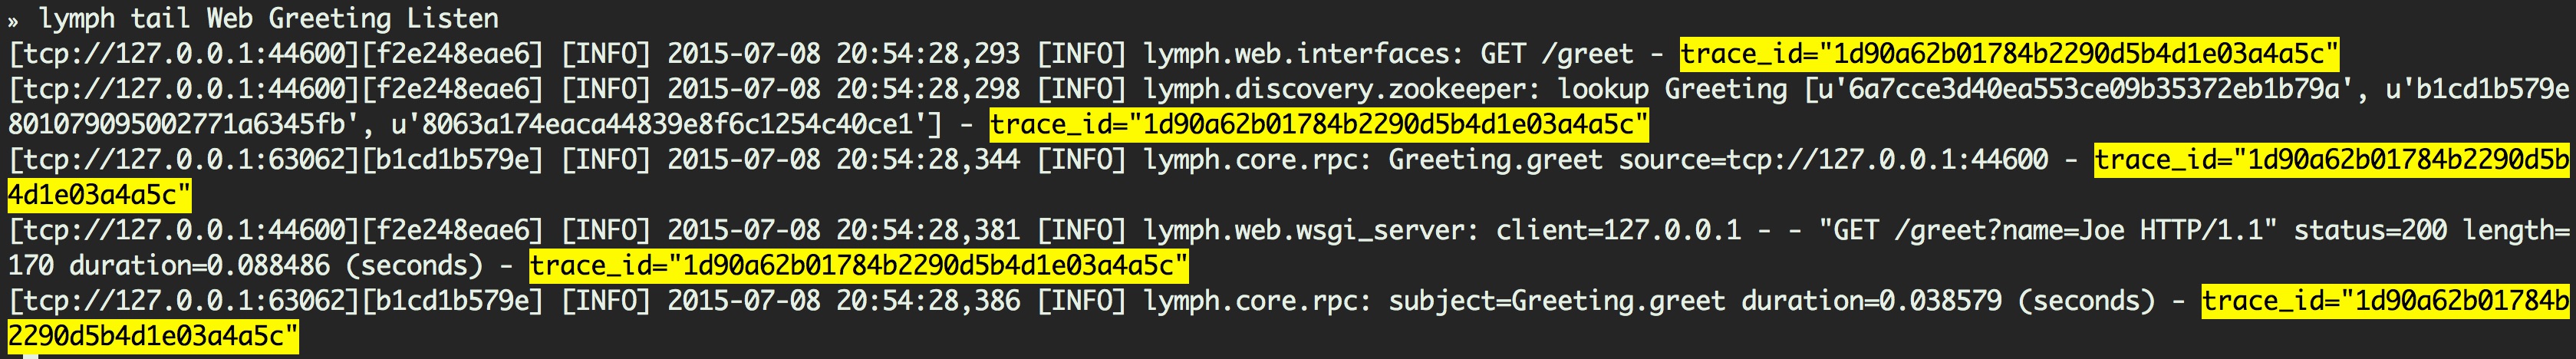 » lymph tail Web Greeting Listen
[tcp://127.0.0.1:44600][f2e248eae6] [INFO] 2015-07-08 20:54:28,293 [INFO] lymph.web.interfaces: GET /greet - trace_id="1d90a62b01784b2290d5b4d1e03a4a5c"
[tcp://127.0.0.1:44600][f2e248eae6] [INFO] 2015-07-08 20:54:28,298 [INFO] lymph.discovery.zookeeper: lookup Greeting [u'6a7cce3d40ea553ce09b35372eb1b79a', u'b1cd1b579e
801079095002771a6345fb', u'8063a174eaca44839e8f6c1254c40ce1'] - trace_id="1d90a62b01784b2290d5b4d1e03a4a5c"
[tcp://127.0.0.1:63062][b1cd1b579e] [INFO] 2015-07-08 20:54:28,344 [INFO] lymph.core.rpc: Greeting.greet source=tcp://127.0.0.1:44600 - trace_id="1d90a62b01784b2290d5b
4d1e03a4a5c"
[tcp://127.0.0.1:44600][f2e248eae6] [INFO] 2015-07-08 20:54:28,381 [INFO] lymph.web.wsgi_server: client=127.0.0.1 - - "GET /greet?name=Joe HTTP/1.1" status=200 length=
170 duration=0.088486 (seconds) - trace_id="1d90a62b01784b2290d5b4d1e03a4a5c"
[tcp://127.0.0.1:63062][b1cd1b579e] [INFO] 2015-07-08 20:54:28,386 [INFO] lymph.core.rpc: subject=Greeting.greet duration=0.038579 (seconds) - trace_id="1d90a62b01784b
2290d5b4d1e03a4a5c"